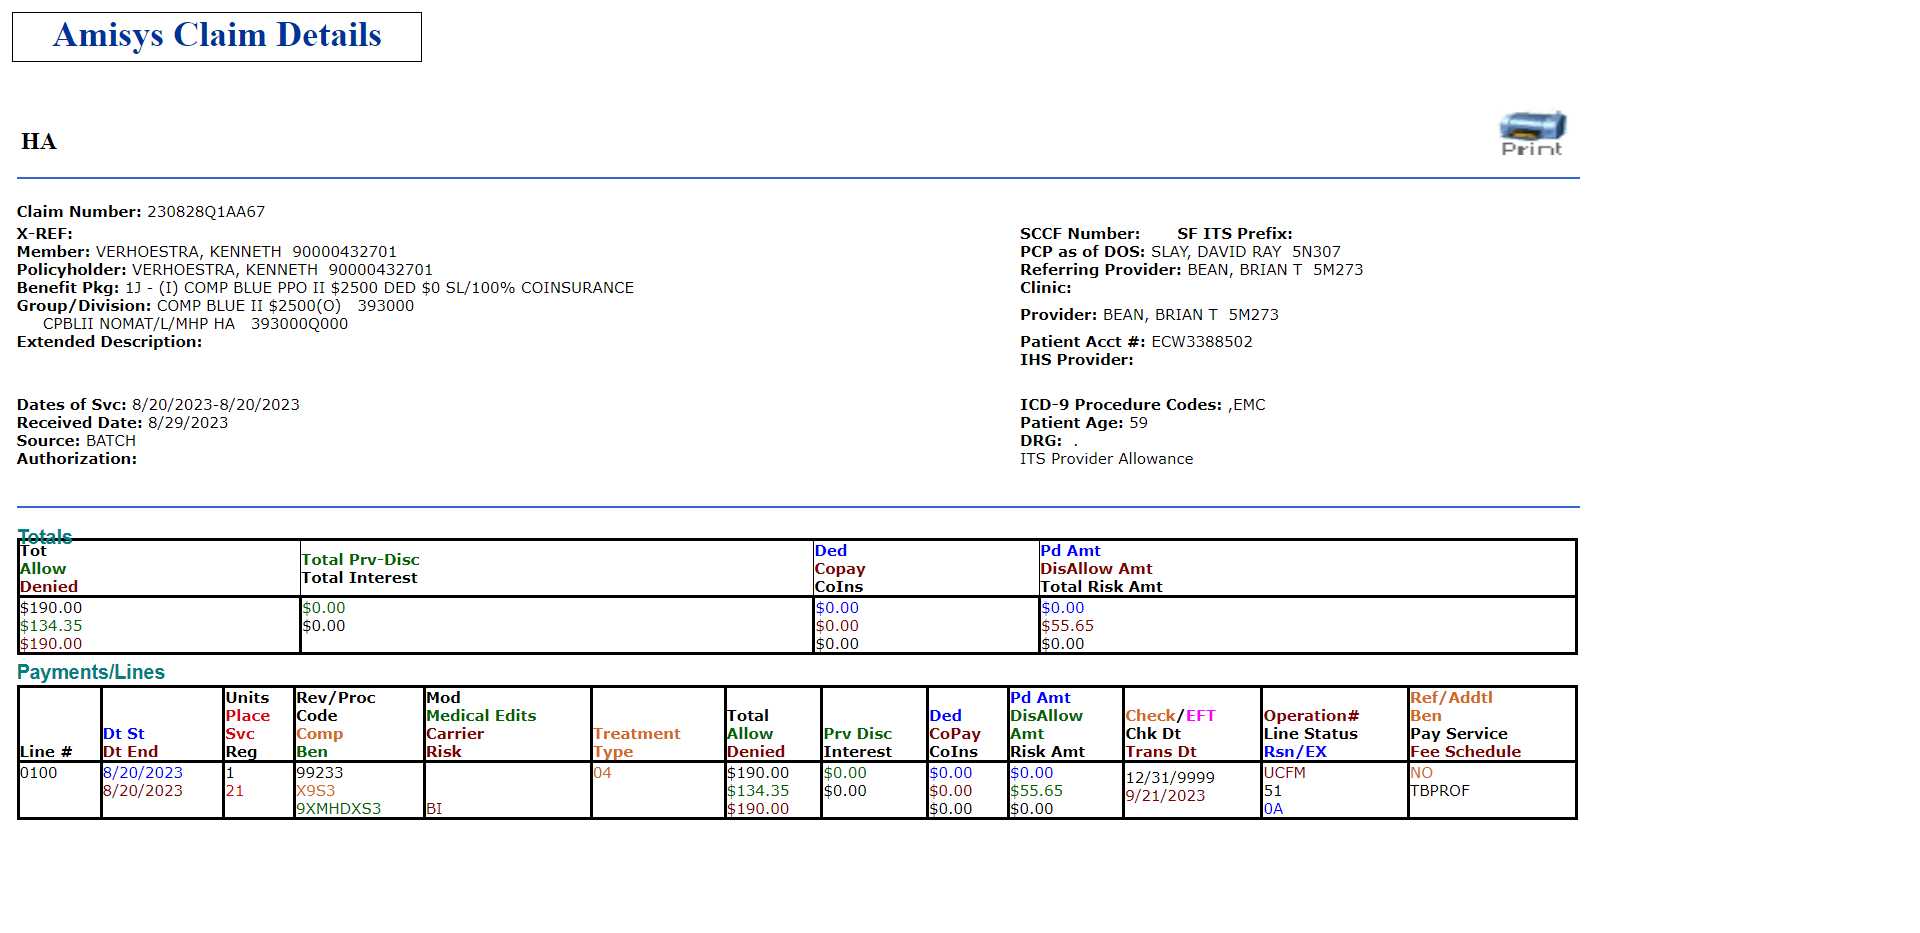 Amisys Claim Details
HA
Print
Claim Number: 230828Q1AA67
X-REF:
Member: VERHOESTRA, KENNETH 90000432701
Policyholder: VERHOESTRA, KENNETH 90000432701
Benefit Pkg: 1J - (I) COMP BLUE PPO II $2500 DED $0 SL/100% COINSURANCE
Group/Division: COMP BLUE II $2500(O) 393000
CPBLII NOMAT/L/MHP HA 393000Q000
Extended Description:
SCCF Number: SF ITS Prefix:
PCP as of DOS: SLAY, DAVID RAY 5N307
Referring Provider: BEAN, BRIAN T 5M273
Clinic:
Provider: BEAN, BRIAN T 5M273
Patient Acct #: ECW3388502
IHS Provider:
Dates of Svc: 8/20/2023-8/20/2023
Received Date: 8/29/2023
Source: BATCH
Authorization:
ICD-9 Procedure Codes: ,EMC
Patient Age: 59
DRG: .
ITS Provider Allowance
Totals
Tot
Allow
Denied
Total Prv-Disc
Total Interest
Ded
Copay
CoIns
Pd Amt
DisAllow Amt
Total Risk Amt
$190.00
$134.35
$190.00
$0.00
$0.00
$0.00
$0.00
$0.00
$0.00
$55.65
$0.00
Payments/Lines
Line #
Dt St
Dt End
Units
Place
Svc
Reg
Rev/Proc
Code
Comp
Ben
Mod
Medical Edits
Carrier
Risk
Treatment
Type
Total
Allow
Denied
Prv Disc
Interest
Ded
CoPay
CoIns
Pd Amt
DisAllow
Amt
Risk Amt
Check/EFT
Chk Dt
Trans Dt
Operation#
Line Status
Rsn/EX
Ref/Addtl
Ben
Pay Service
Fee Schedule
0100
8/20/2023
8/20/2023
1
21
99233
X9S3
9XMHDXS3
BI
04
$190.00
$134.35
$190.00
$0.00
$0.00
$0.00
$0.00
$0.00
$0.00
$55.65
$0.00
12/31/9999
9/21/2023
UCFM
51
0A
NO
TBPROF